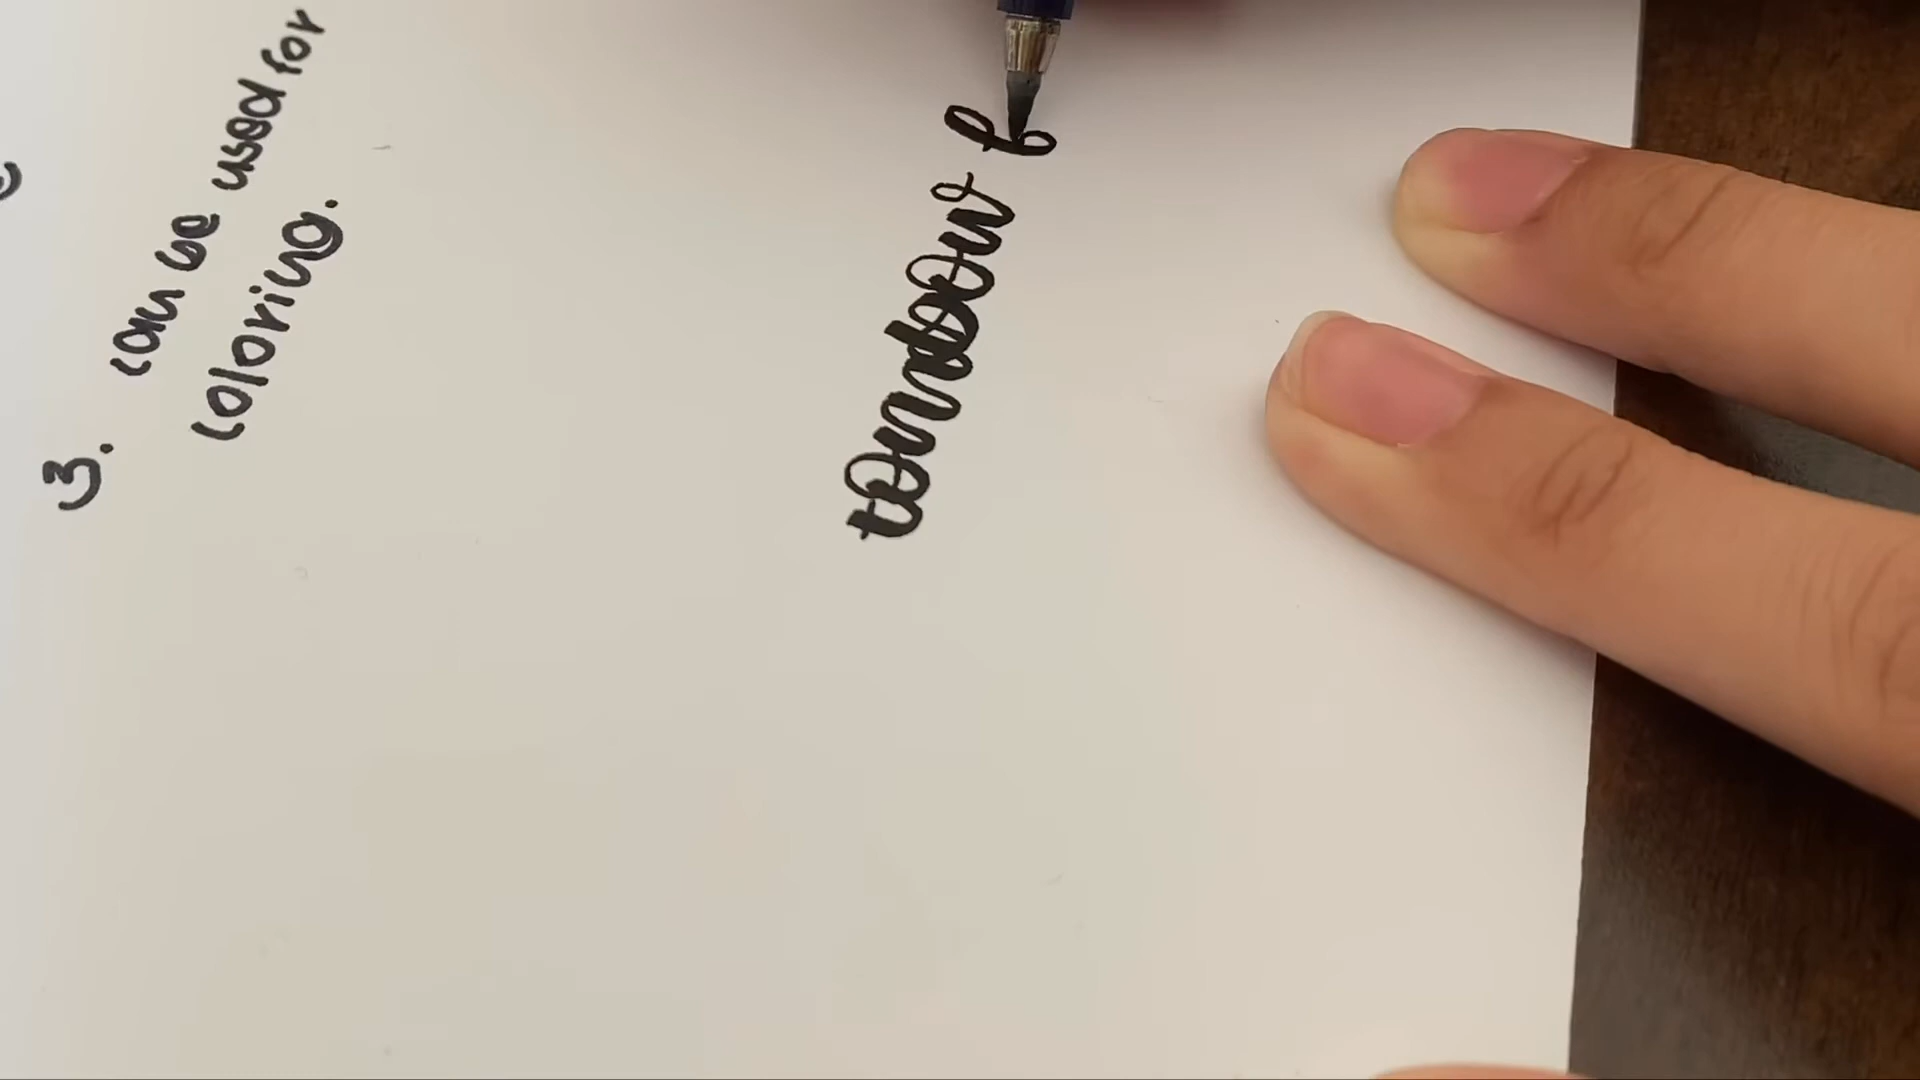 3. can be used for
coloring.
tombow f